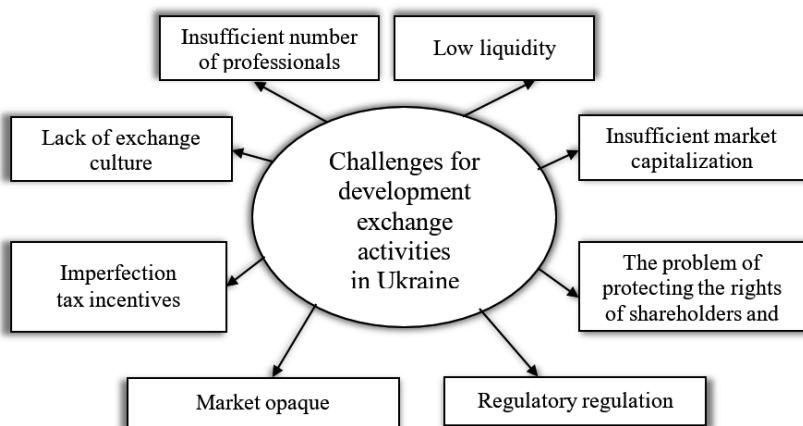 Insufficient number
of professionals
Low liquidity
Lack of exchange
culture
Challenges for
development
exchange
activities
in Ukraine
Insufficient market
capitalization
Imperfection
tax incentives
The problem of
protecting the rights
of shareholders and
Market opaque
Regulatory regulation